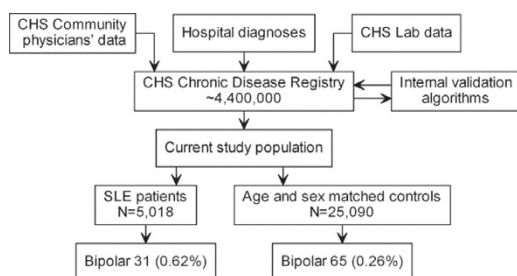 CHS Community
physicians' data
Hospital diagnoses
CHS Lab data
CHS Chronic Disease Registry
~4,400,000
Internal validation
algorithms
Current study population
SLE patients
N=5,018
Age and sex matched controls
N=25,090
Bipolar 31 (0.62%)
Bipolar 65 (0.26%)